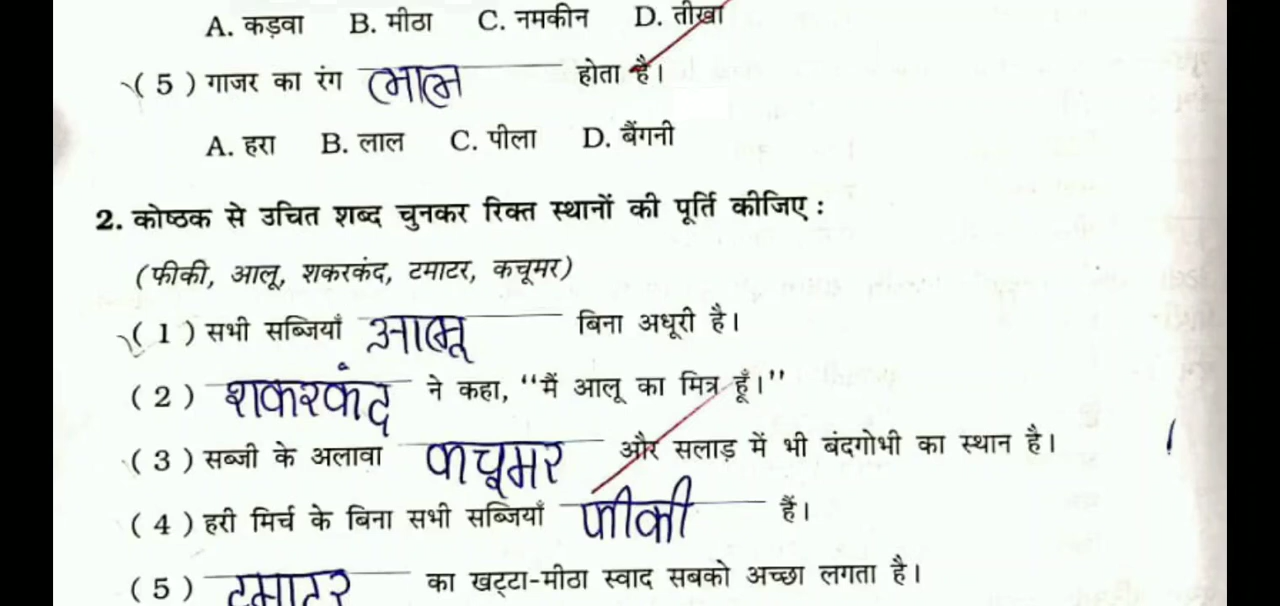 A. कड़वा B. मीठा C. नमकीन D. तीखा
( 5 ) गाजर का रंग लाल होता है।
A. हरा B. लाल C. पीला D. बैंगनी
2. कोष्ठक से उचित शब्द चुनकर रिक्त स्थानों की पूर्ति कीजिए :
(फीकी, आलू, शकरकंद, टमाटर, कचूमर)
( 1 ) सभी सब्जियाँ आलू बिना अधूरी है।
( 2 ) शकरकंद ने कहा, “मैं आलू का मित्र हूँ।”
( 3 ) सब्जी के अलावा कचूमर और सलाड़ में भी बंदगोभी का स्थान है।
( 4 ) हरी मिर्च के बिना सभी सब्जियाँ फीकी हैं।
( 5 ) टमाटर का खट्टा-मीठा स्वाद सबको अच्छा लगता है।